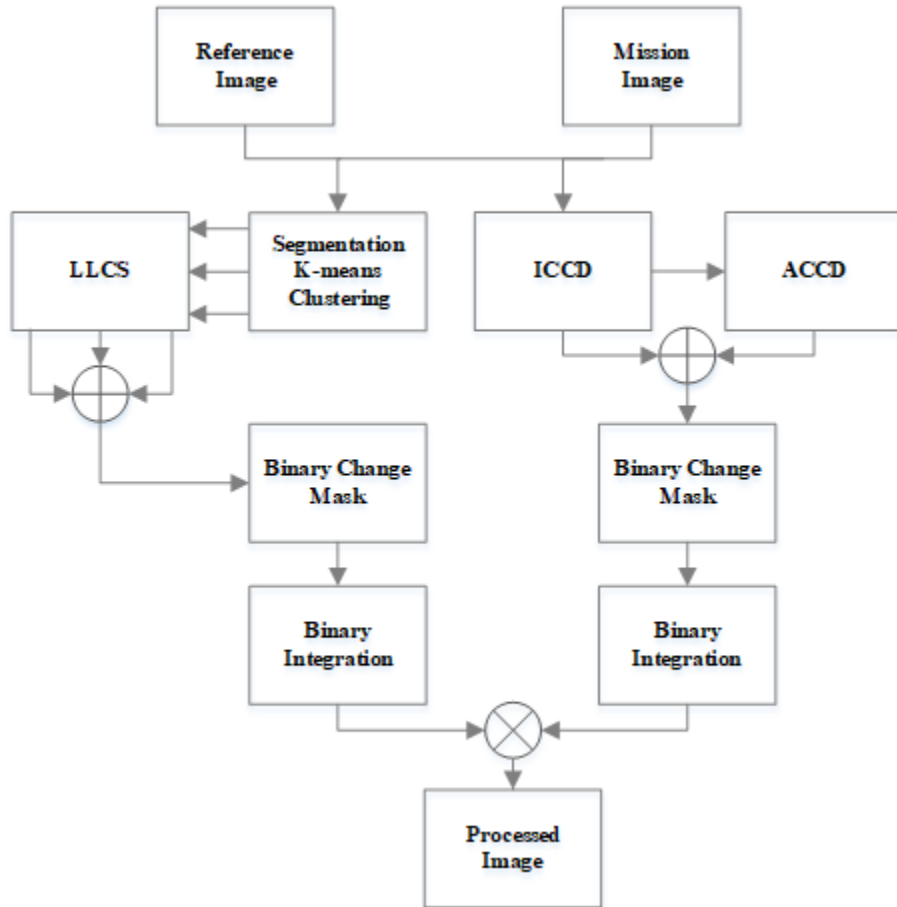 Reference
Image
Mission
Image
LLCS
Segmentation
K-means
Clustering
ICCD
ACCD
Binary Change
Mask
Binary Change
Mask
Binary
Integration
Binary
Integration
Processed
Image